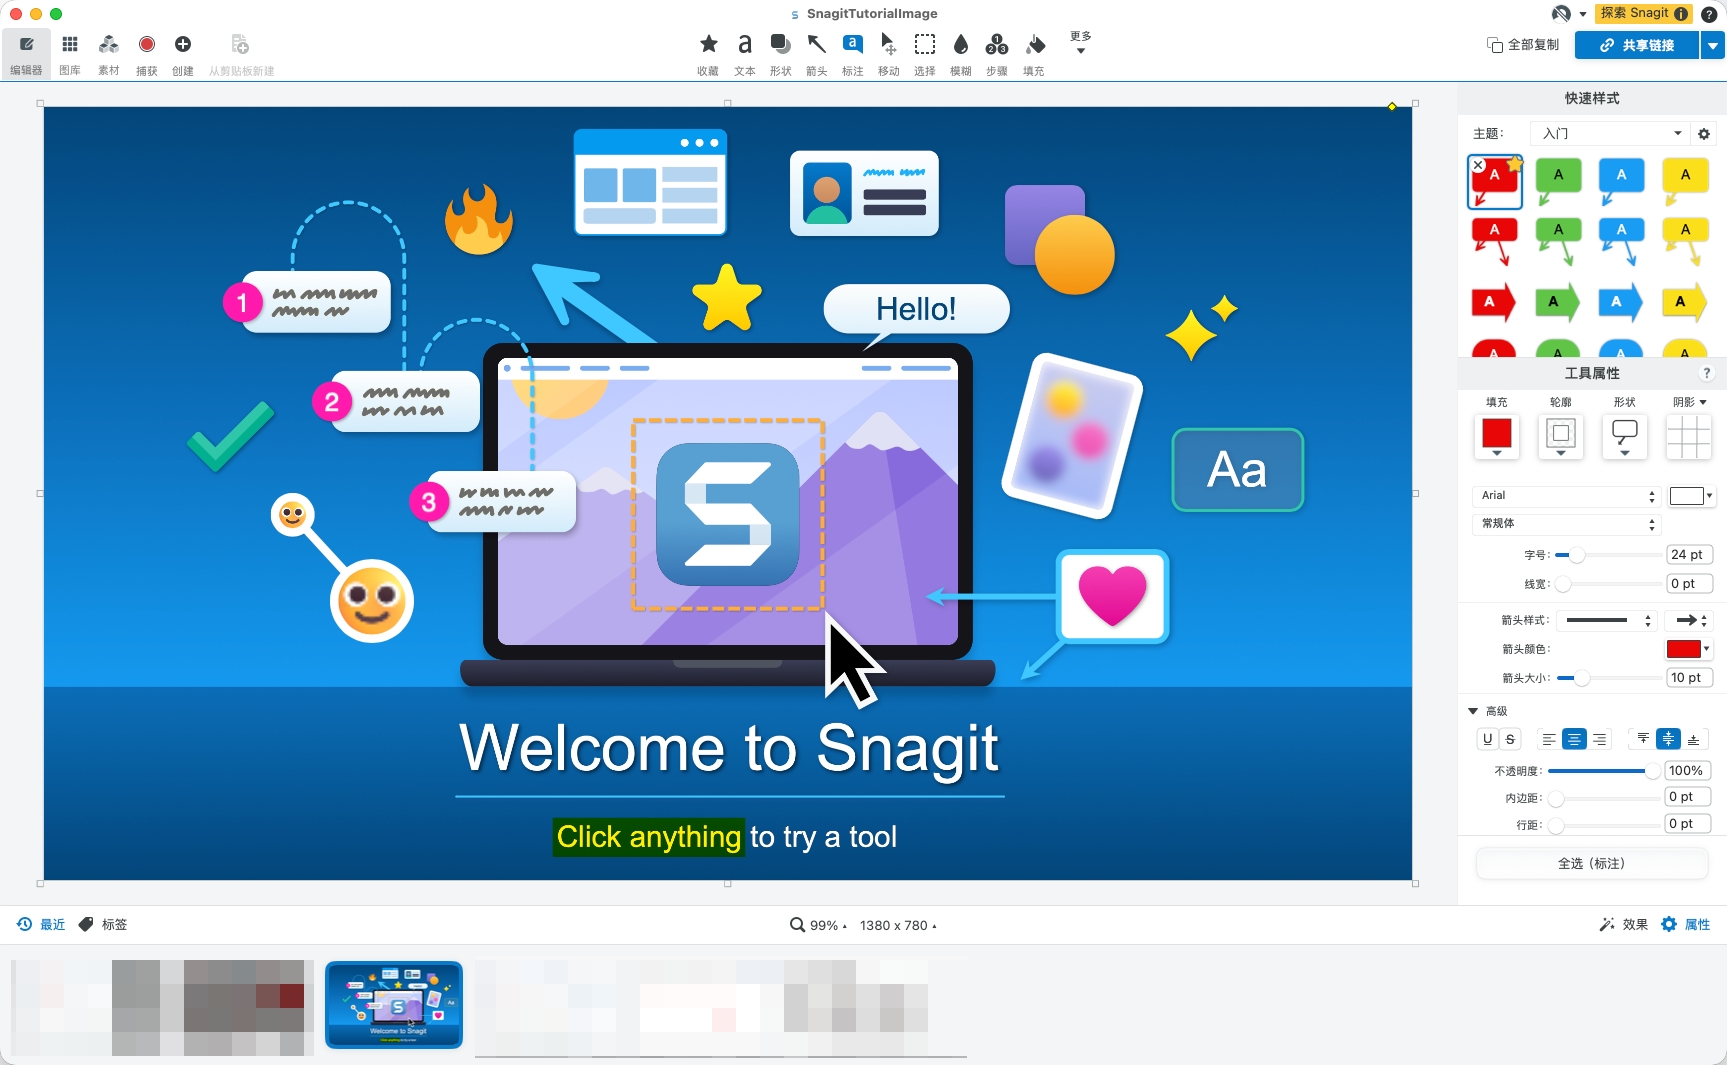 SnagitTutorialImage
探索 Snagit
编辑器 图库 素材 捕获 创建 从剪贴板新建
收藏 文本 形状 箭头 标注 移动 选择 模糊 步骤 填充 更多
全部复制 共享链接
快速样式
主题: 入门
A A A A
A A A A
A A A A
A A A A
工具属性 ?
填充 轮廓 形状 阴影
Arial
常规体
字号: 24 pt
线宽: 0 pt
箭头样式:
箭头颜色:
箭头大小: 10 pt
高级
U S
不透明度: 100%
内边距: 0 pt
行距: 0 pt
全选 (标注)
Hello!
1
2
3
Aa
Welcome to Snagit
Click anything to try a tool
最近 标签
99% 1380 x 780
效果 属性
Welcome to Snagit